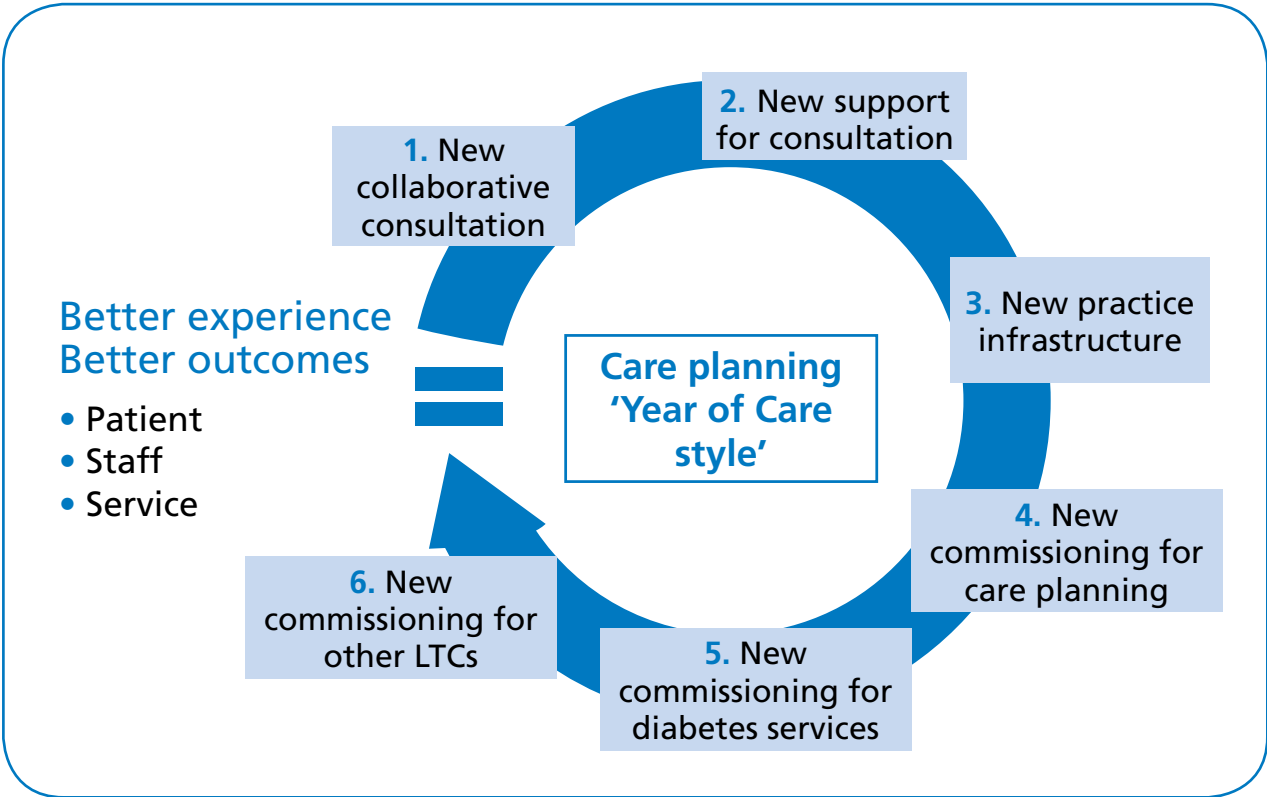 1. New
collaborative
consultation
2. New support
for consultation
3. New practice
infrastructure
4. New
commissioning for
care planning
5. New
commissioning for
diabetes services
6. New
commissioning for
other LTCs
Better experience
Better outcomes
• Patient
• Staff
• Service
Care planning
‘Year of Care
style’